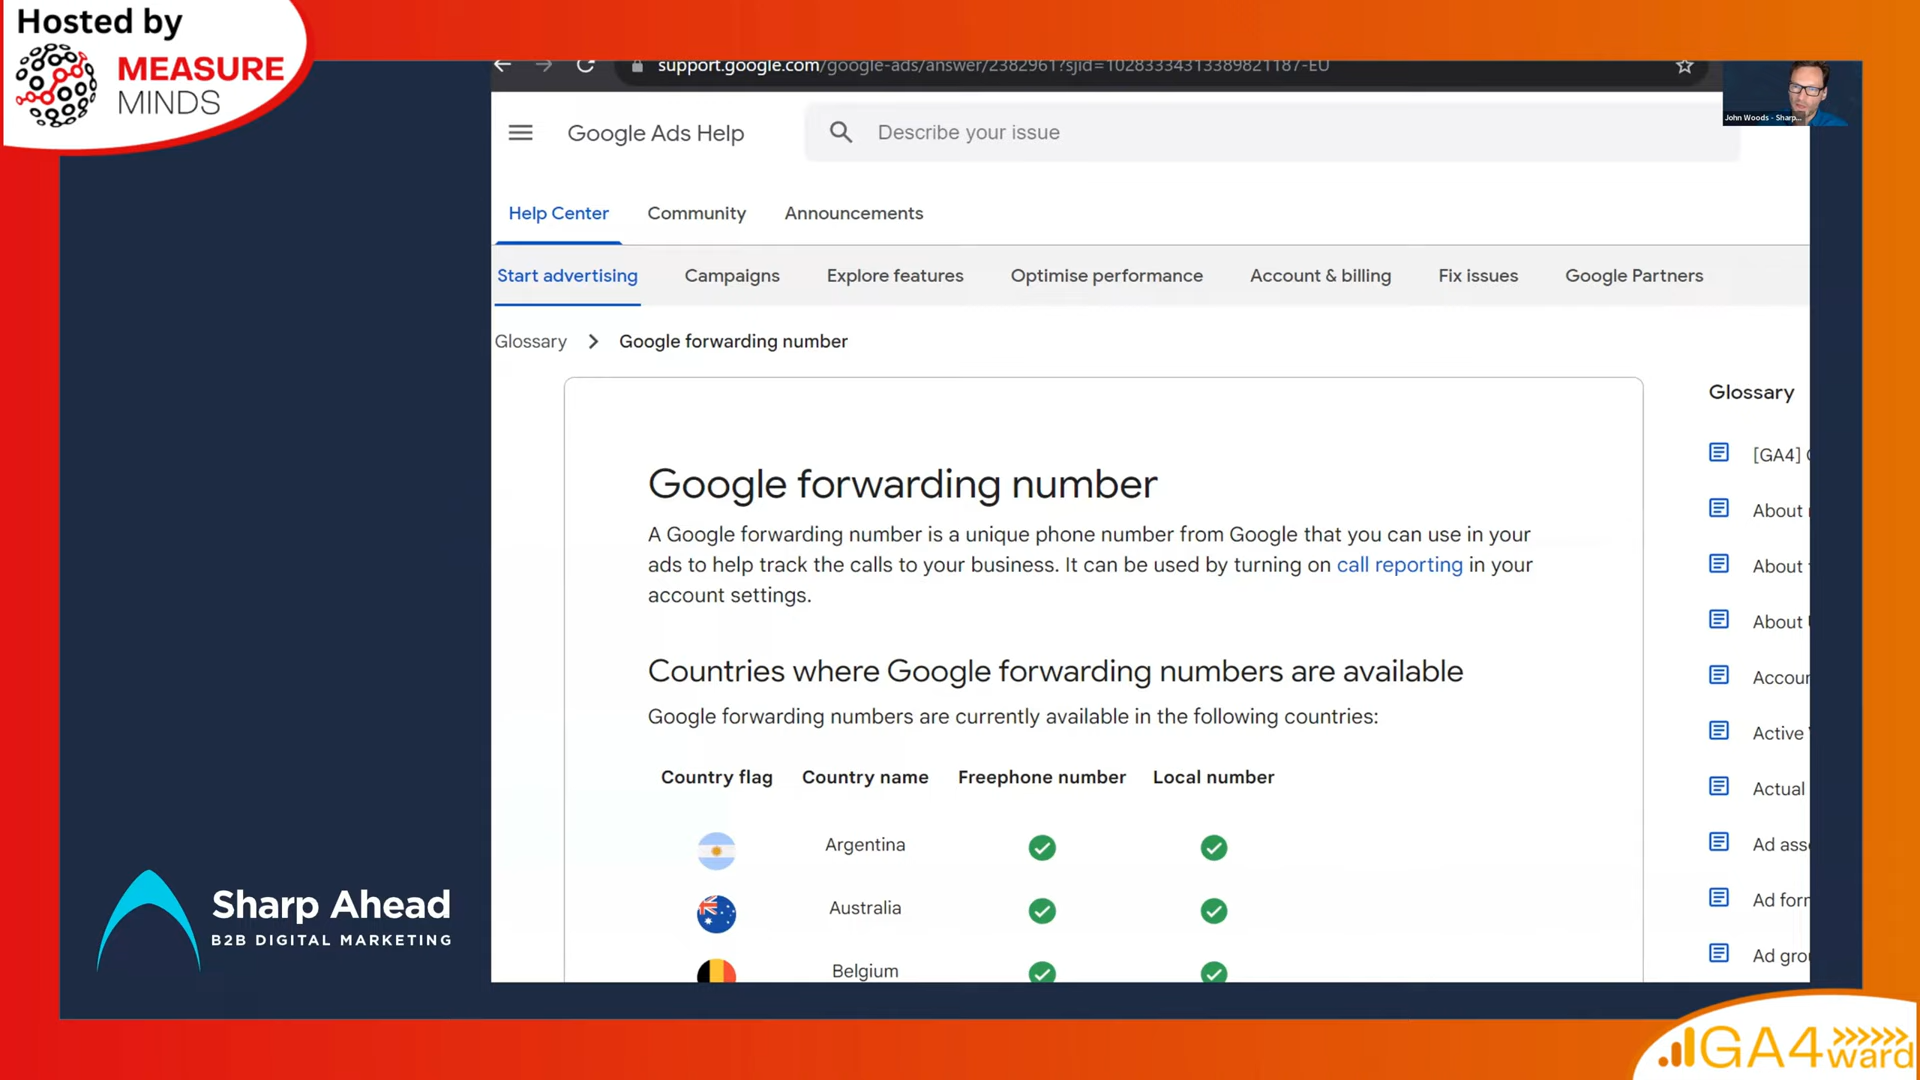 Hosted by
MEASURE
MINDS
support.google.com/google-ads/answer/2382961?sjid=10283334313389821187-EU
John Woods - Sharp...
Google Ads Help
Describe your issue
Help Center
Community
Announcements
Start advertising
Campaigns
Explore features
Optimise performance
Account & billing
Fix issues
Google Partners
Glossary
Google forwarding number
Google forwarding number
A Google forwarding number is a unique phone number from Google that you can use in your
ads to help track the calls to your business. It can be used by turning on call reporting in your
account settings.
Countries where Google forwarding numbers are available
Google forwarding numbers are currently available in the following countries:
Country flag
Country name
Freephone number
Local number
Argentina
Australia
Belgium
Glossary
[GA4]
About
About
About
Accoun
Active
Actual
Ad ass
Ad for
Ad gro
Sharp Ahead
B2B DIGITAL MARKETING
GA4ward